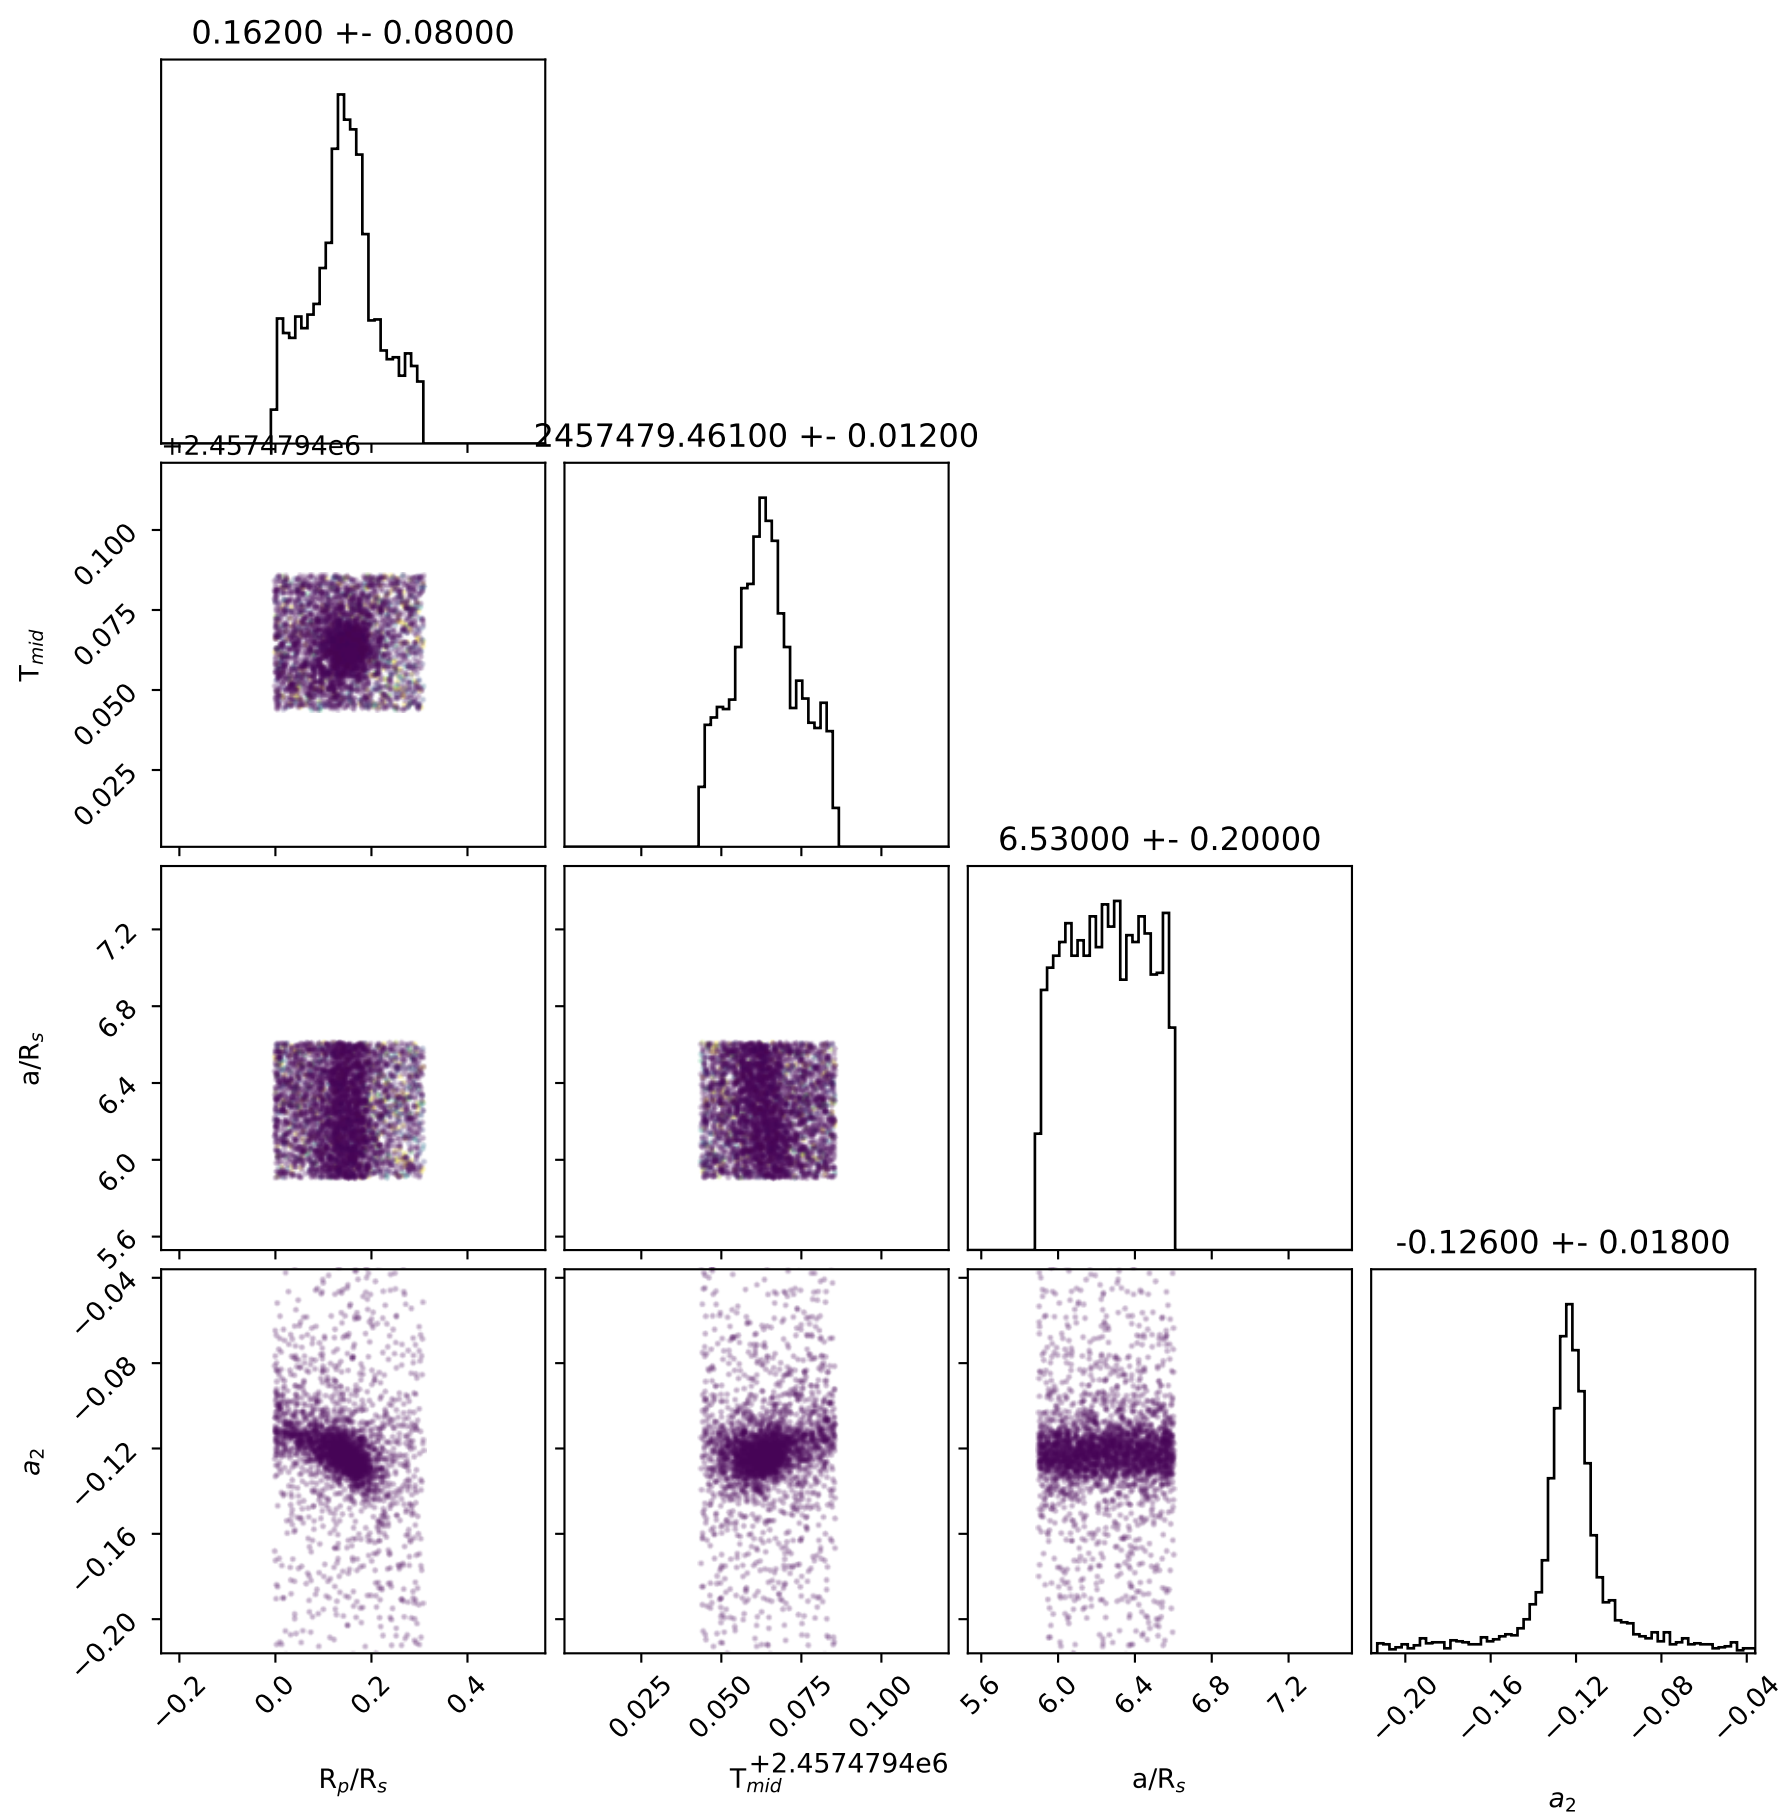 0.16200 +- 0.08000
+2.4574794e6
2457479.46100 +- 0.01200
0.100
0.075
0.050
0.025
T_mid
6.53000 +- 0.20000
7.2
6.8
6.4
6.0
5.6
a/R_s
-0.12600 +- 0.01800
−0.04
−0.08
−0.12
−0.16
−0.20
a_2
−0.2 0.0 0.2 0.4
0.025 0.050 0.075 0.100
5.6 6.0 6.4 6.8 7.2
−0.20 −0.16 −0.12 −0.08 −0.04
+2.4574794e6
R_p/R_s T_mid a/R_s a_2